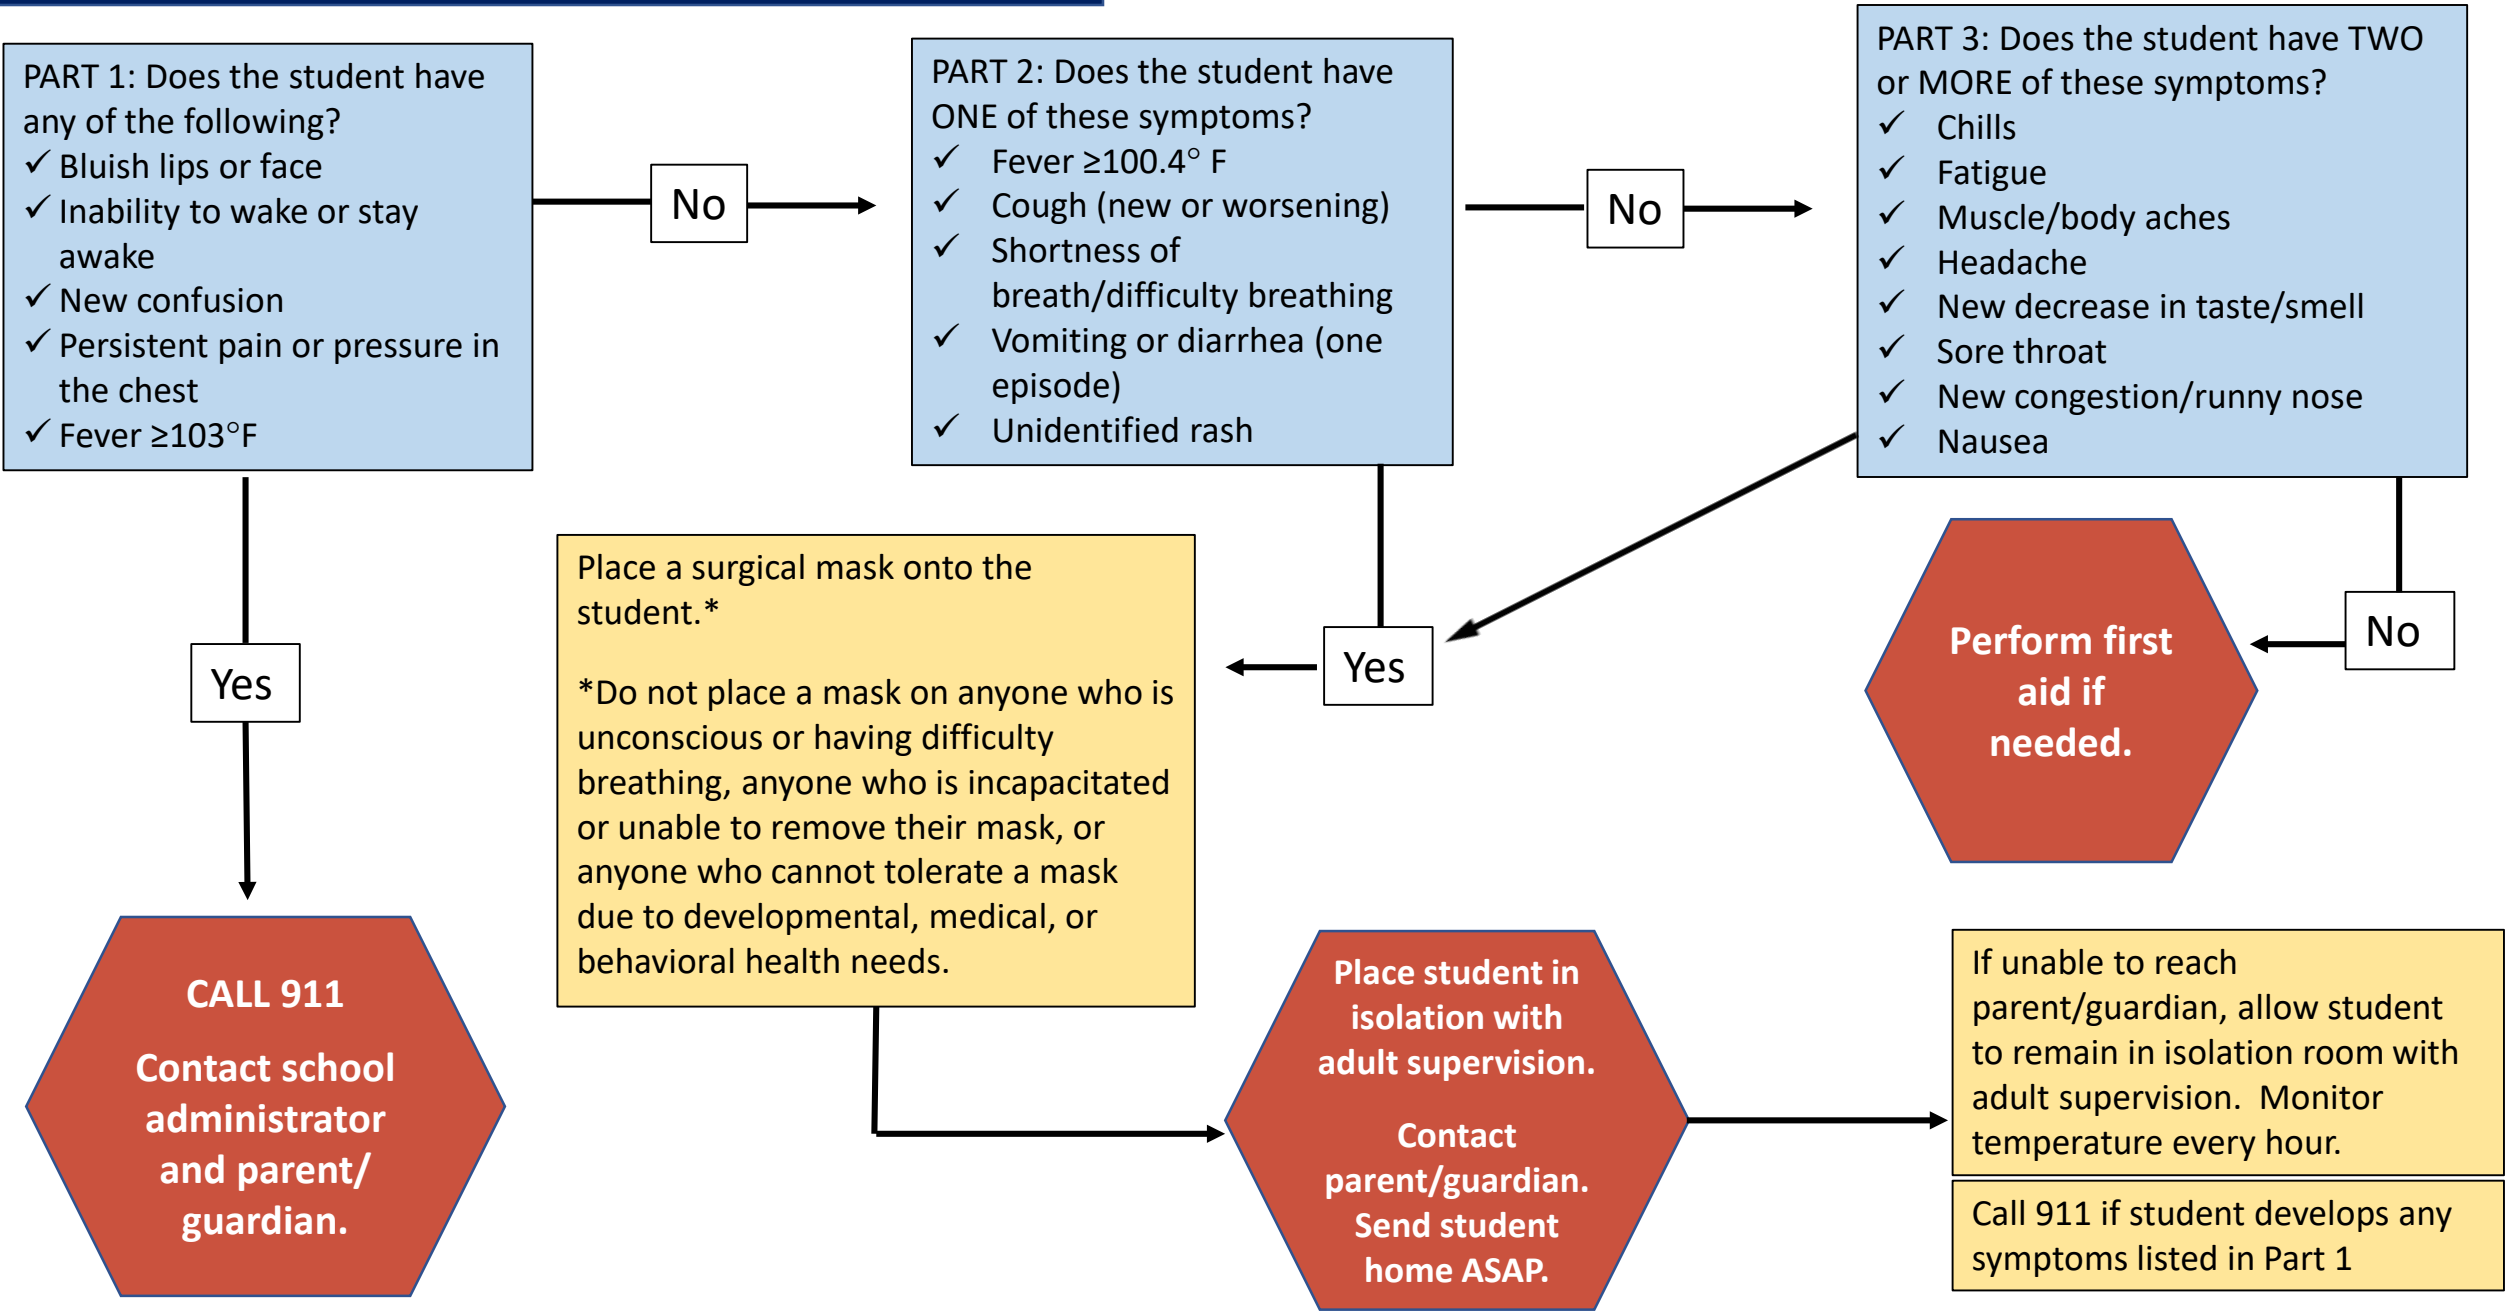 PART 1: Does the student have
any of the following?
✓ Bluish lips or face
✓ Inability to wake or stay
awake
✓ New confusion
✓ Persistent pain or pressure in
the chest
✓ Fever ≥103°F
No
PART 2: Does the student have
ONE of these symptoms?
✓ Fever ≥100.4° F
✓ Cough (new or worsening)
✓ Shortness of
breath/difficulty breathing
✓ Vomiting or diarrhea (one
episode)
✓ Unidentified rash
No
PART 3: Does the student have TWO
or MORE of these symptoms?
✓ Chills
✓ Fatigue
✓ Muscle/body aches
✓ Headache
✓ New decrease in taste/smell
✓ Sore throat
✓ New congestion/runny nose
✓ Nausea
Yes
CALL 911
Contact school
administrator
and parent/
guardian.
Place a surgical mask onto the
student.*
*Do not place a mask on anyone who is
unconscious or having difficulty
breathing, anyone who is incapacitated
or unable to remove their mask, or
anyone who cannot tolerate a mask
due to developmental, medical, or
behavioral health needs.
Yes
No
Perform first
aid if
needed.
Place student in
isolation with
adult supervision.
Contact
parent/guardian.
Send student
home ASAP.
If unable to reach
parent/guardian, allow student
to remain in isolation room with
adult supervision.  Monitor
temperature every hour.
Call 911 if student develops any
symptoms listed in Part 1